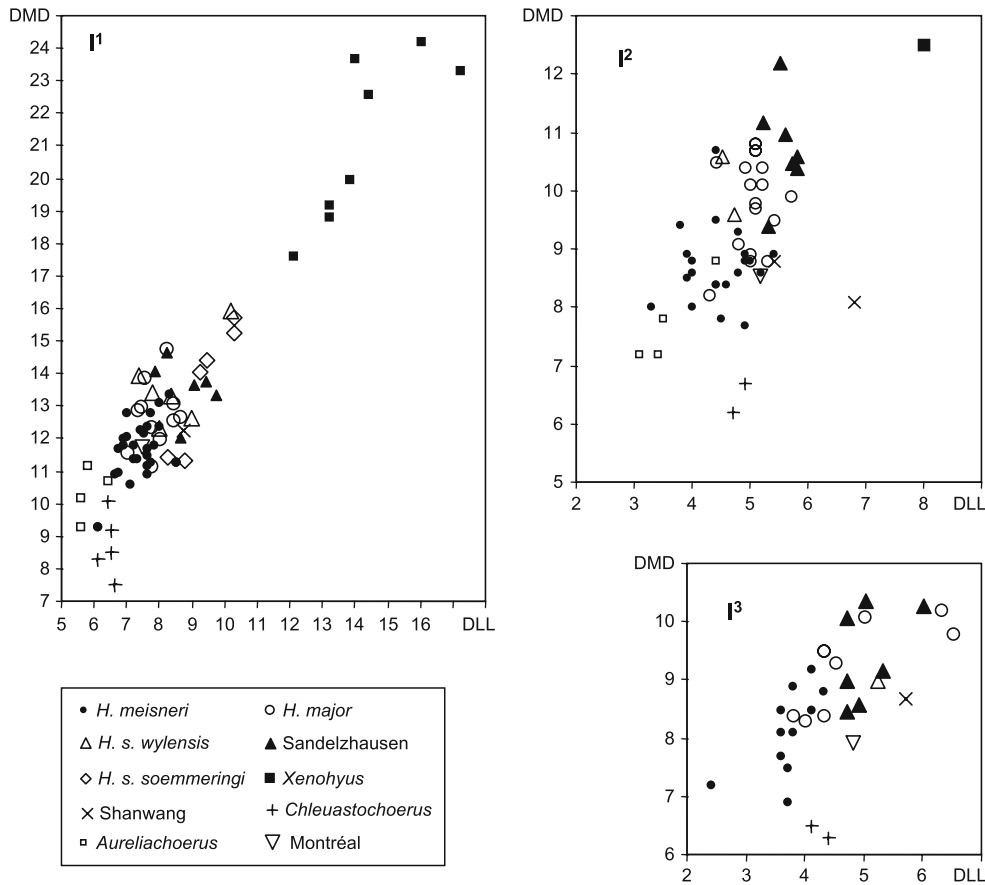 DMD
I¹
24
23
22
21
20
19
18
17
16
15
14
13
12
11
10
9
8
7
5 6 7 8 9 10 11 12 13 14 15 16 DLL
DMD
I²
12
11
10
9
8
7
6
5
2 3 4 5 6 7 8 DLL
DMD
I³
10
9
8
7
6
2 3 4 5 6 DLL
H. meisneri
H. major
H. s. wylensis
Sandelzhausen
H. s. soemmeringi
Xenohyus
Shanwang
Chleuastochoerus
Aureliachoerus
Montréal